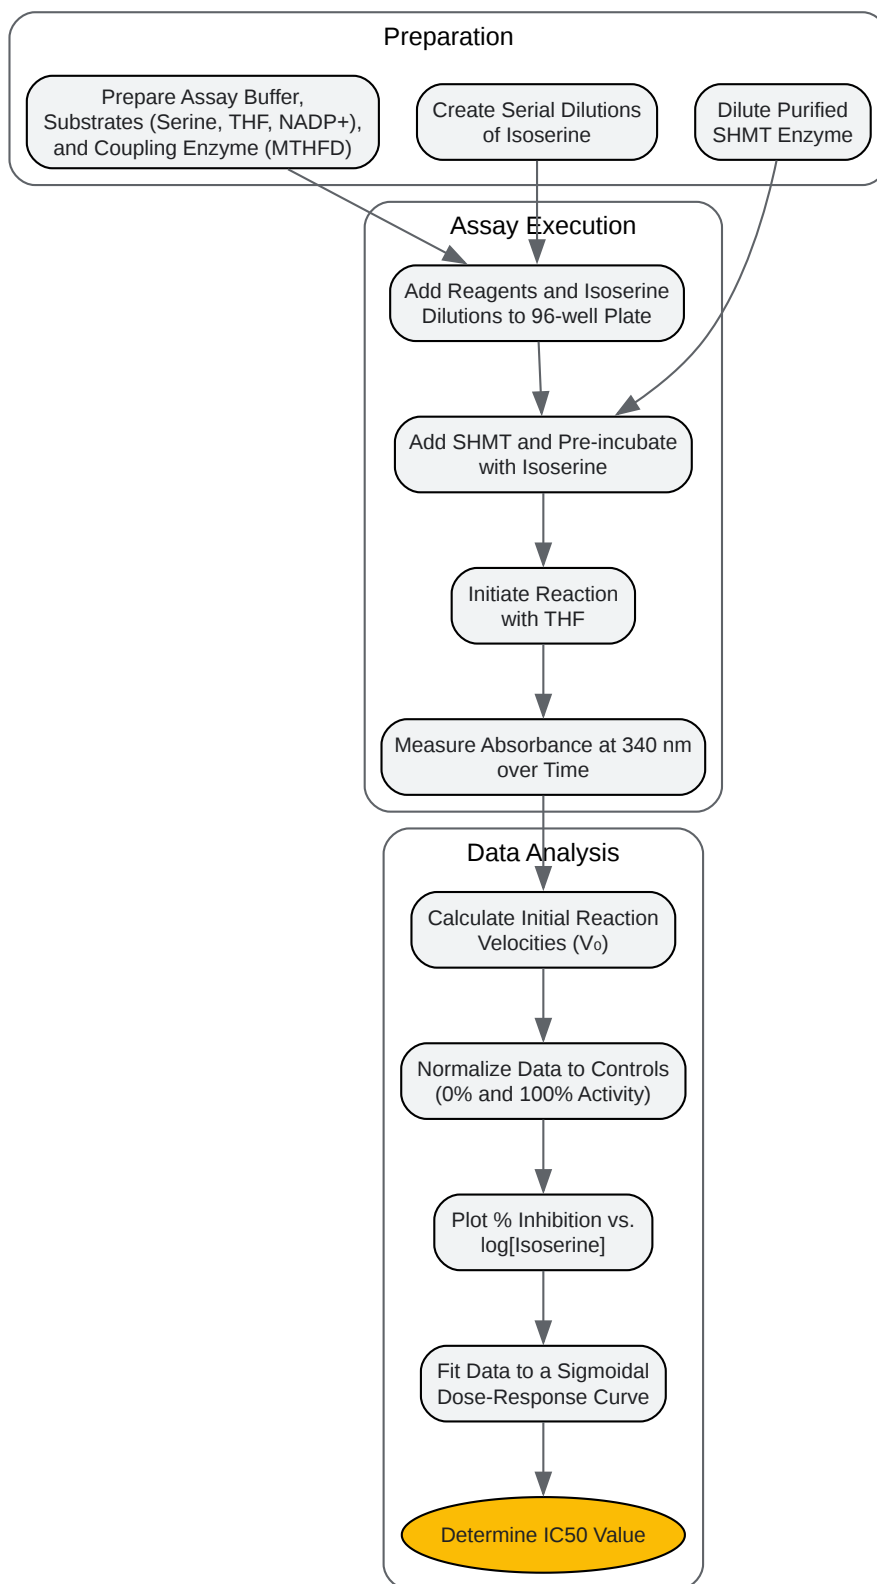 Preparation
Prepare Assay Buffer,
Substrates (Serine, THF, NADP+),
and Coupling Enzyme (MTHFD)
Create Serial Dilutions
of Isoserine
Dilute Purified
SHMT Enzyme
Assay Execution
Add Reagents and Isoserine
Dilutions to 96-well Plate
Add SHMT and Pre-incubate
with Isoserine
Initiate Reaction
with THF
Measure Absorbance at 340 nm
over Time
Data Analysis
Calculate Initial Reaction
Velocities (V₀)
Normalize Data to Controls
(0% and 100% Activity)
Plot % Inhibition vs.
log[Isoserine]
Fit Data to a Sigmoidal
Dose-Response Curve
Determine IC50 Value